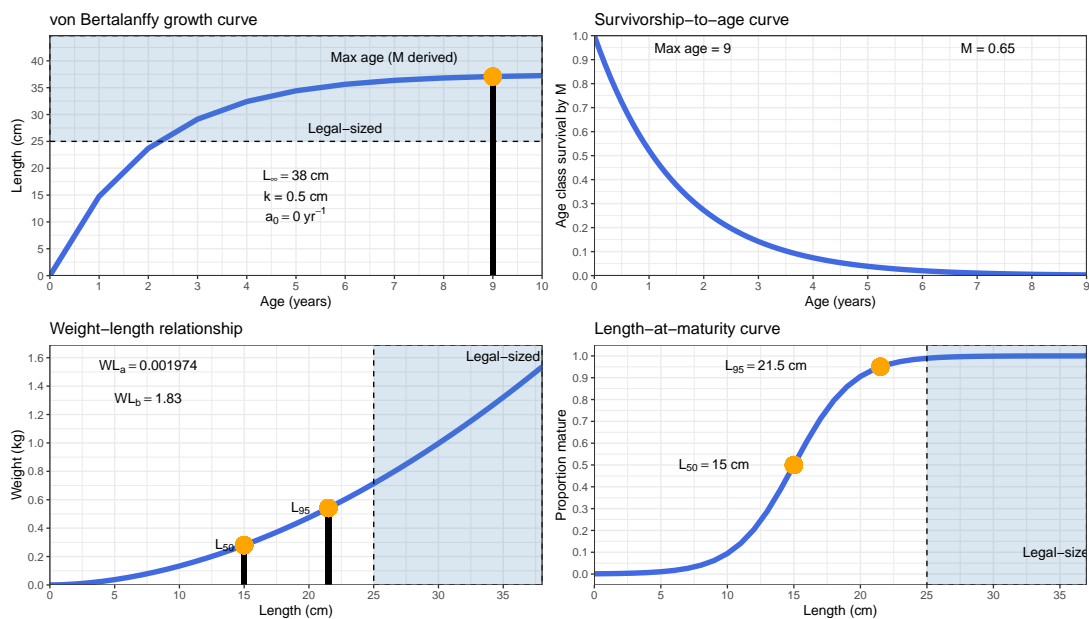 von Bertalanffy growth curve
Length (cm)
40
35
30
25
20
15
10
5
0
Max age (M derived)
Legal−sized
L∞ = 38 cm
k = 0.5 cm
a₀ = 0 yr⁻¹
0 1 2 3 4 5 6 7 8 9 10
Age (years)
Survivorship−to−age curve
Age class survival by M
1.0
0.9
0.8
0.7
0.6
0.5
0.4
0.3
0.2
0.1
0.0
Max age = 9
M = 0.65
0 1 2 3 4 5 6 7 8 9
Age (years)
Weight−length relationship
Weight (kg)
1.6
1.4
1.2
1.0
0.8
0.6
0.4
0.2
0.0
Legal−sized
WLₐ = 0.001974
WL_b = 1.83
L₉₅
L₅₀
0 5 10 15 20 25 30 35
Length (cm)
Length−at−maturity curve
Proportion mature
1.0
0.9
0.8
0.7
0.6
0.5
0.4
0.3
0.2
0.1
0.0
L₉₅ = 21.5 cm
L₅₀ = 15 cm
Legal−size
0 5 10 15 20 25 30 35
Length (cm)